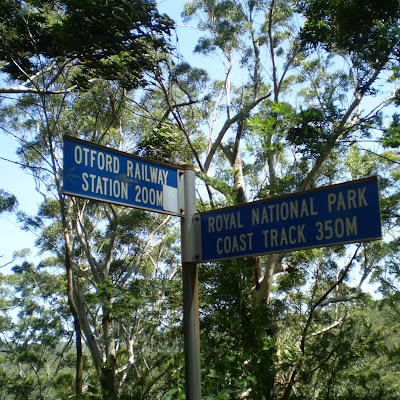 OTFORD RAILWAY
STATION 200M
ROYAL NATIONAL PARK
COAST TRACK 350M